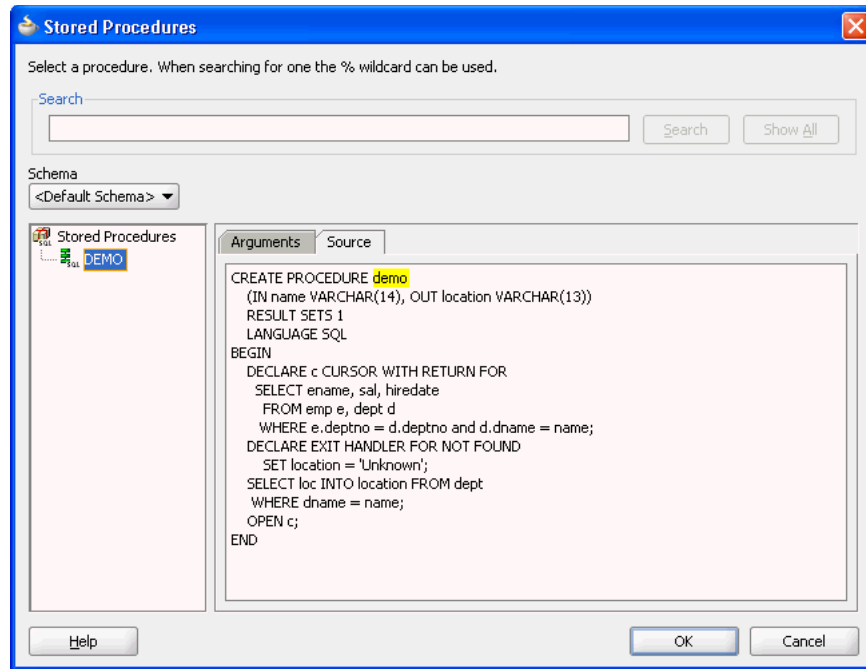 Stored Procedures
Select a procedure. When searching for one the % wildcard can be used.
Search
Search
Show All
Schema
<Default Schema>
Stored Procedures
SQL
DEMO
SQL
Arguments
Source
CREATE PROCEDURE demo
(IN name VARCHAR(14), OUT location VARCHAR(13))
RESULT SETS 1
LANGUAGE SQL
BEGIN
DECLARE c CURSOR WITH RETURN FOR
SELECT ename, sal, hiredate
FROM emp e, dept d
WHERE e.deptno = d.deptno and d.dname = name;
DECLARE EXIT HANDLER FOR NOT FOUND
SET location = 'Unknown';
SELECT loc INTO location FROM dept
WHERE dname = name;
OPEN c;
END
Help
OK
Cancel